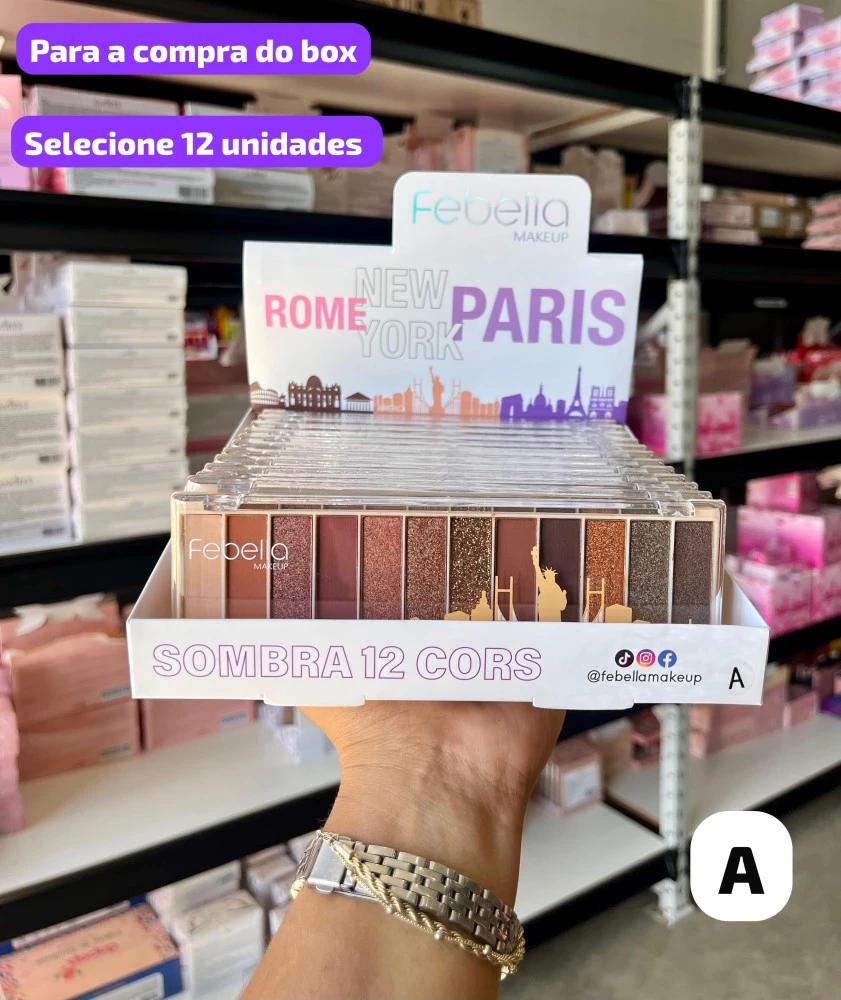 Para a compra do box
Selecione 12 unidades
Febella
MAKEUP
ROME
NEW
YORK
PARIS
Febella
MAKEUP
SOMBRA 12 CORS
@febellamakeup
A
A